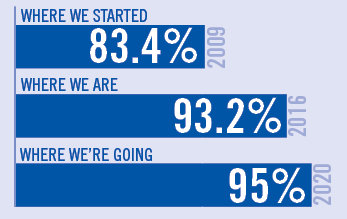 WHERE WE STARTED
83.4%
2009
WHERE WE ARE
93.2%
2016
WHERE WE'RE GOING
95%
2020